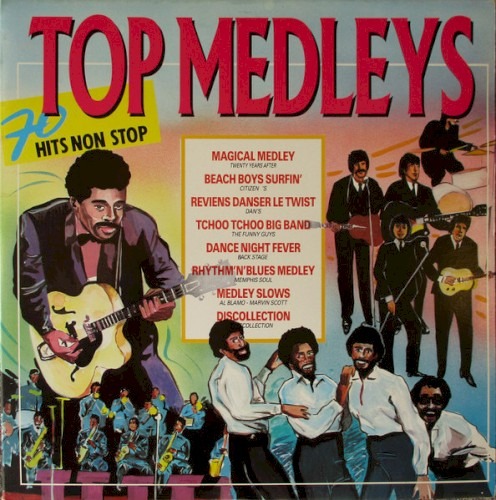 TOP MEDLEYS
70
HITS NON STOP
MAGICAL MEDLEY
TWENTY YEARS AFTER
BEACH BOYS SURFIN'
CITIZEN 'S
REVIENS DANSER LE TWIST
DAN'S
TCHOO TCHOO BIG BAND
THE FUNNY GUYS
DANCE NIGHT FEVER
BACK STAGE
RHYTHM'N'BLUES MEDLEY
MEMPHIS SOUL
MEDLEY SLOWS
AL BLAMO - MARVIN SCOTT
DISCOLLECTION